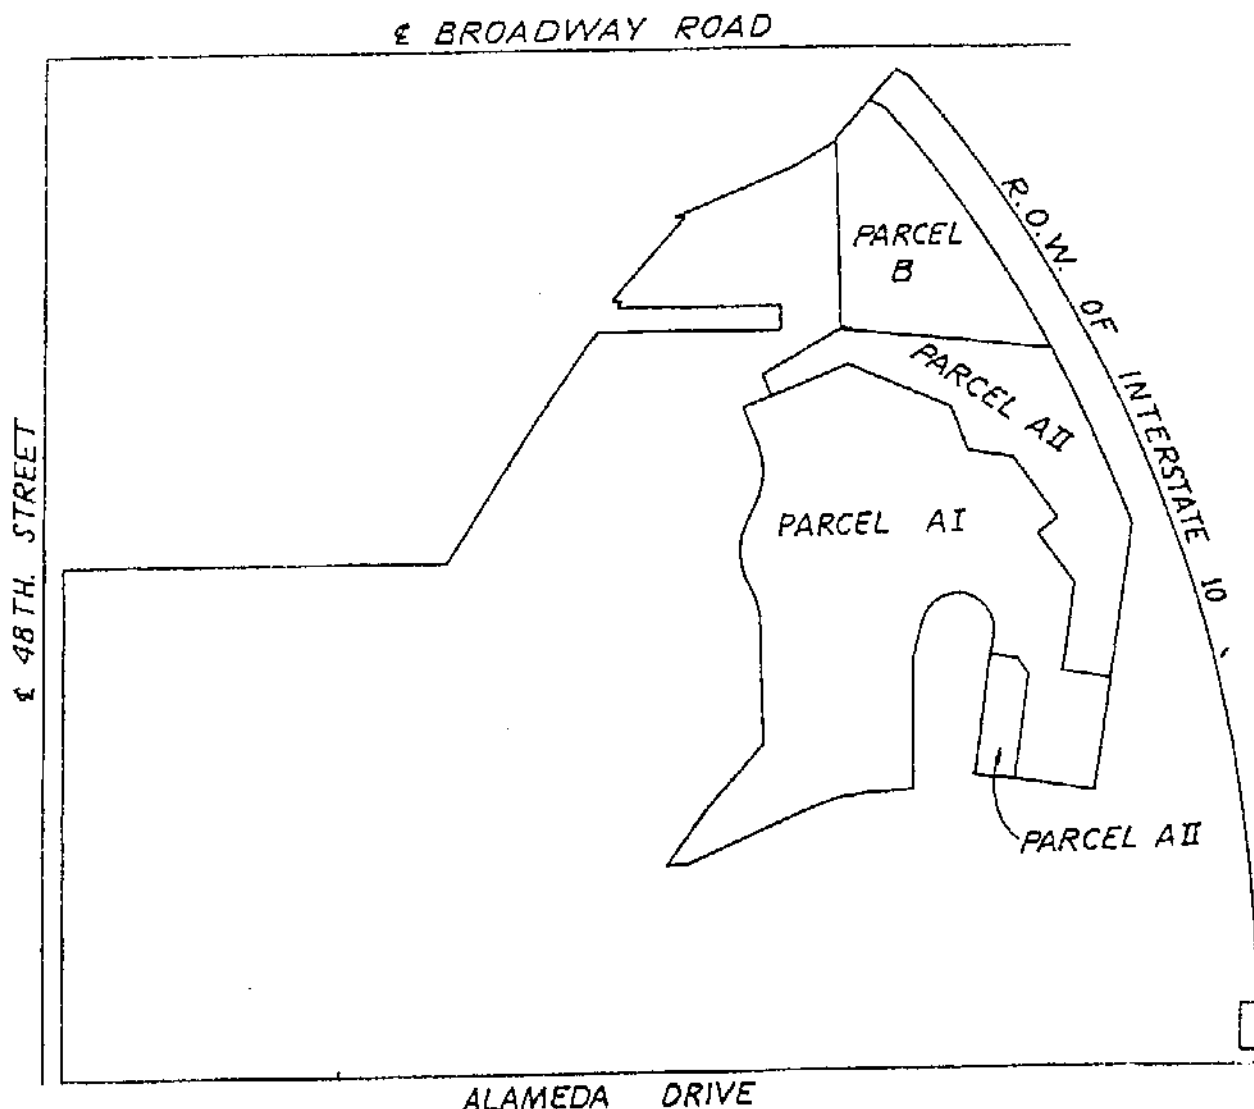 ℄ BROADWAY ROAD
R.O.W. OF INTERSTATE 10
PARCEL
B
PARCEL AII
PARCEL AI
℄ 48TH. STREET
PARCEL AII
ALAMEDA DRIVE